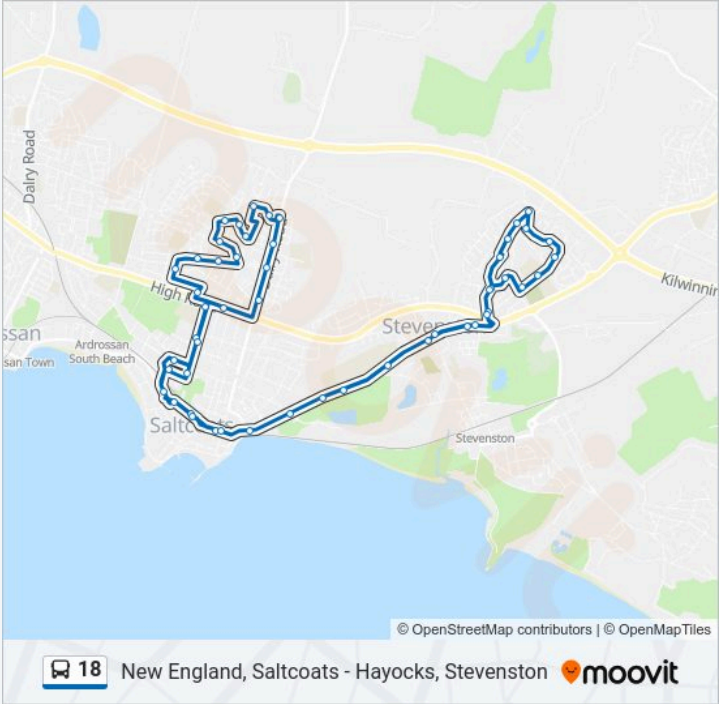 Dalry Road
High R
Kilwinnin
Steven
ssan
Ardrossan
South Beach
san Town
Saltcoats
Stevenston
© OpenStreetMap contributors | © OpenMapTiles
18 New England, Saltcoats - Hayocks, Stevenston moovit